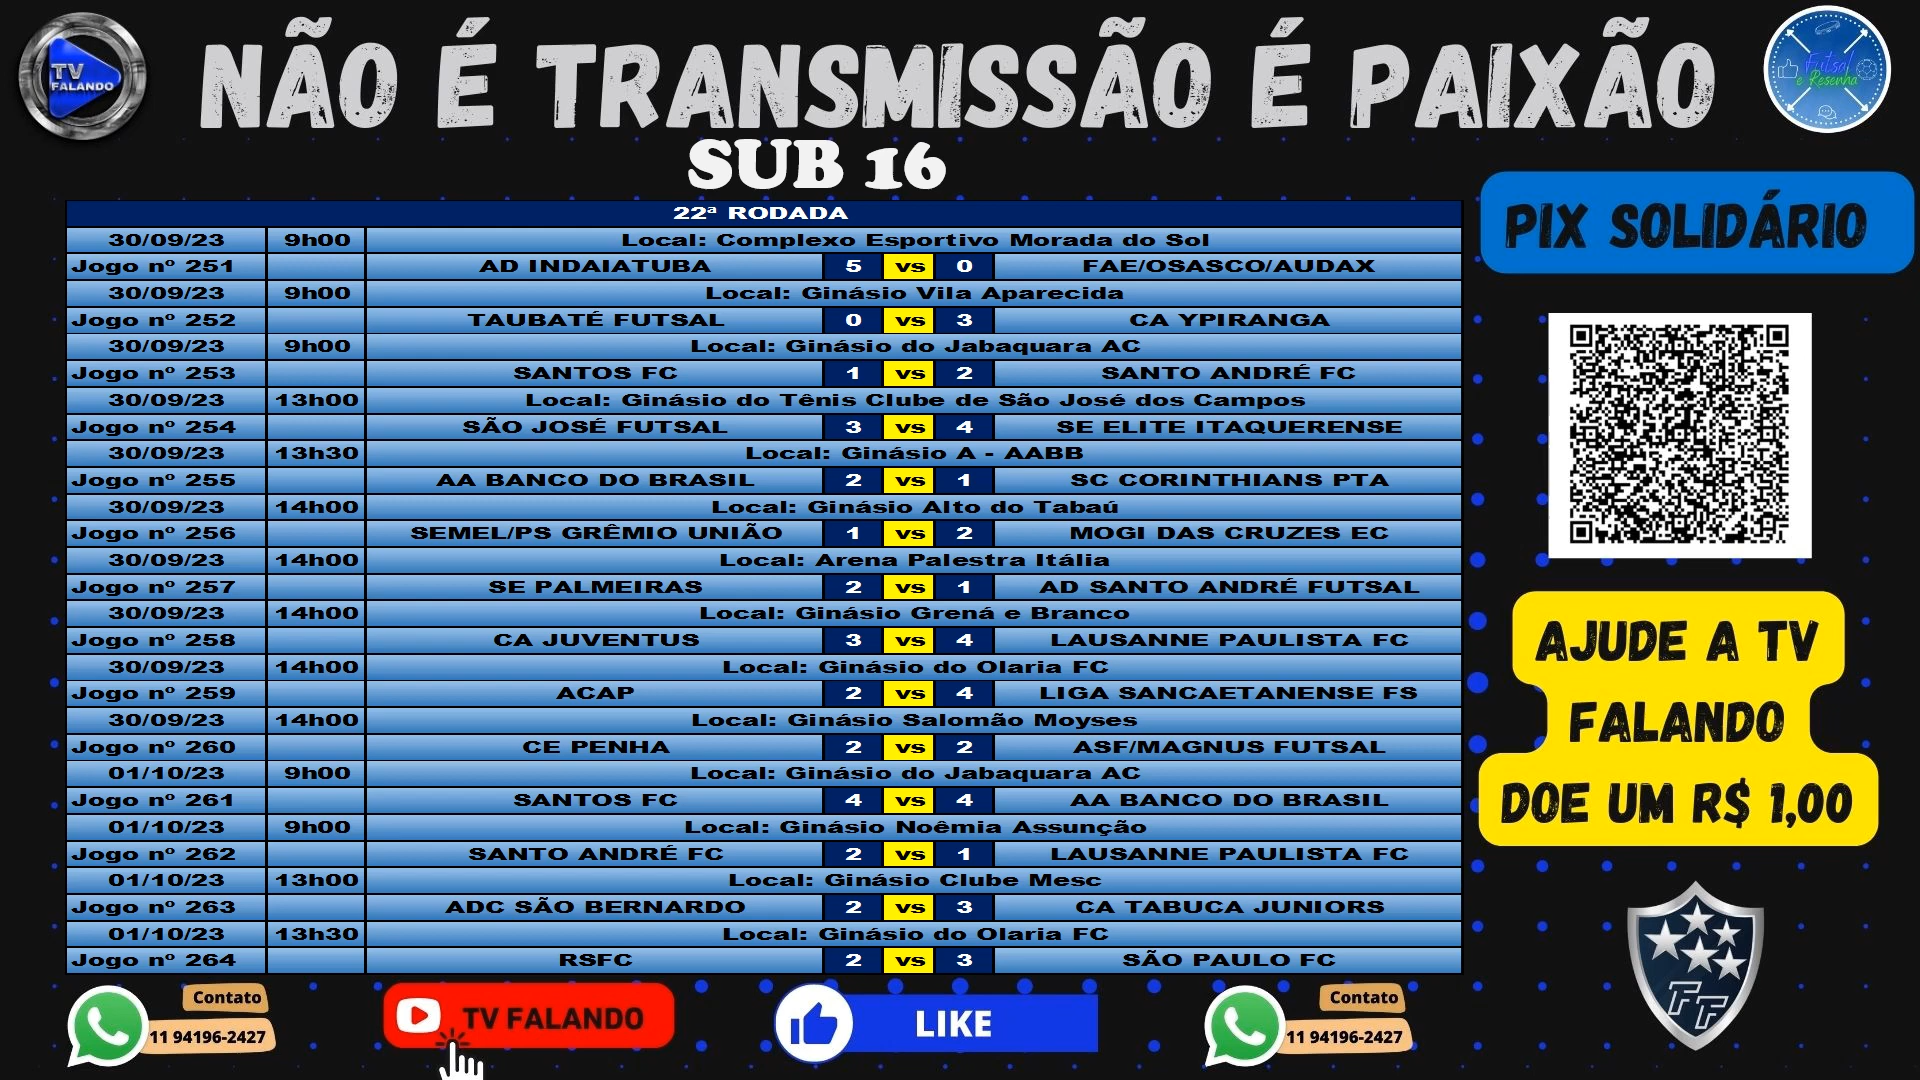 TV
FALANDO
NÃO É TRANSMISSÃO É PAIXÃO
Futsal
e Resenha
SUB 16
22ª RODADA
30/09/23 9h00 Local: Complexo Esportivo Morada do Sol
Jogo nº 251 AD INDAIATUBA 5 vs 0 FAE/OSASCO/AUDAX
30/09/23 9h00 Local: Ginásio Vila Aparecida
Jogo nº 252 TAUBATÉ FUTSAL 0 vs 3 CA YPIRANGA
30/09/23 9h00 Local: Ginásio do Jabaquara AC
Jogo nº 253 SANTOS FC 1 vs 2 SANTO ANDRÉ FC
30/09/23 13h00 Local: Ginásio do Tênis Clube de São José dos Campos
Jogo nº 254 SÃO JOSÉ FUTSAL 3 vs 4 SE ELITE ITAQUERENSE
30/09/23 13h30 Local: Ginásio A - AABB
Jogo nº 255 AA BANCO DO BRASIL 2 vs 1 SC CORINTHIANS PTA
30/09/23 14h00 Local: Ginásio Alto do Tabaú
Jogo nº 256 SEMEL/PS GRÊMIO UNIÃO 1 vs 2 MOGI DAS CRUZES EC
30/09/23 14h00 Local: Arena Palestra Itália
Jogo nº 257 SE PALMEIRAS 2 vs 1 AD SANTO ANDRÉ FUTSAL
30/09/23 14h00 Local: Ginásio Grená e Branco
Jogo nº 258 CA JUVENTUS 3 vs 4 LAUSANNE PAULISTA FC
30/09/23 14h00 Local: Ginásio do Olaria FC
Jogo nº 259 ACAP 2 vs 4 LIGA SANCAETANENSE FS
30/09/23 14h00 Local: Ginásio Salomão Moyses
Jogo nº 260 CE PENHA 2 vs 2 ASF/MAGNUS FUTSAL
01/10/23 9h00 Local: Ginásio do Jabaquara AC
Jogo nº 261 SANTOS FC 4 vs 4 AA BANCO DO BRASIL
01/10/23 9h00 Local: Ginásio Noêmia Assunção
Jogo nº 262 SANTO ANDRÉ FC 2 vs 1 LAUSANNE PAULISTA FC
01/10/23 13h00 Local: Ginásio Clube Mesc
Jogo nº 263 ADC SÃO BERNARDO 2 vs 3 CA TABUCA JUNIORS
01/10/23 13h30 Local: Ginásio do Olaria FC
Jogo nº 264 RSFC 2 vs 3 SÃO PAULO FC
PIX SOLIDÁRIO
AJUDE A TV
FALANDO
DOE UM R$ 1,00
FF
Contato
11 94196-2427
TV FALANDO
LIKE
Contato
11 94196-2427